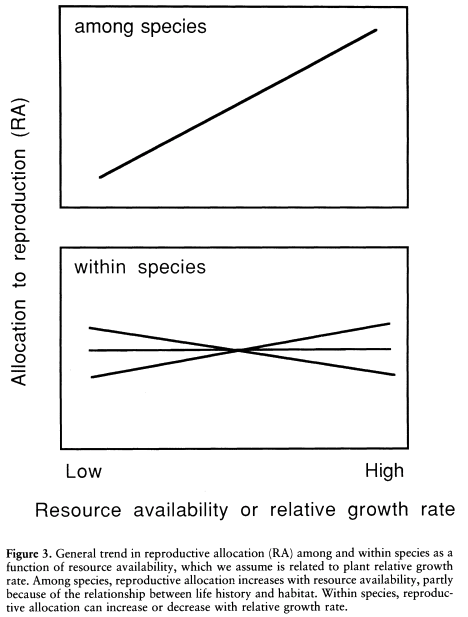 among species
Allocation to reproduction (RA)
within species
Low High
Resource availability or relative growth rate
Figure 3. General trend in reproductive allocation (RA) among and within species as a
function of resource availability, which we assume is related to plant relative growth
rate. Among species, reproductive allocation increases with resource availability, partly
because of the relationship between life history and habitat. Within species, reproduc-
tive allocation can increase or decrease with relative growth rate.